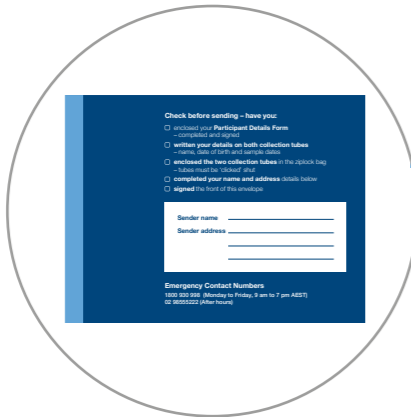 Check before sending – have you:
enclosed your Participant Details Form
– completed and signed
written your details on both collection tubes
– name, date of birth and sample dates
enclosed the two collection tubes in the ziplock bag
– tubes must be 'clicked' shut
completed your name and address details below
signed the front of this envelope
Sender name
Sender address
Emergency Contact Numbers
1800 930 998 (Monday to Friday, 9 am to 7 pm AEST)
02 98555222 (After hours)